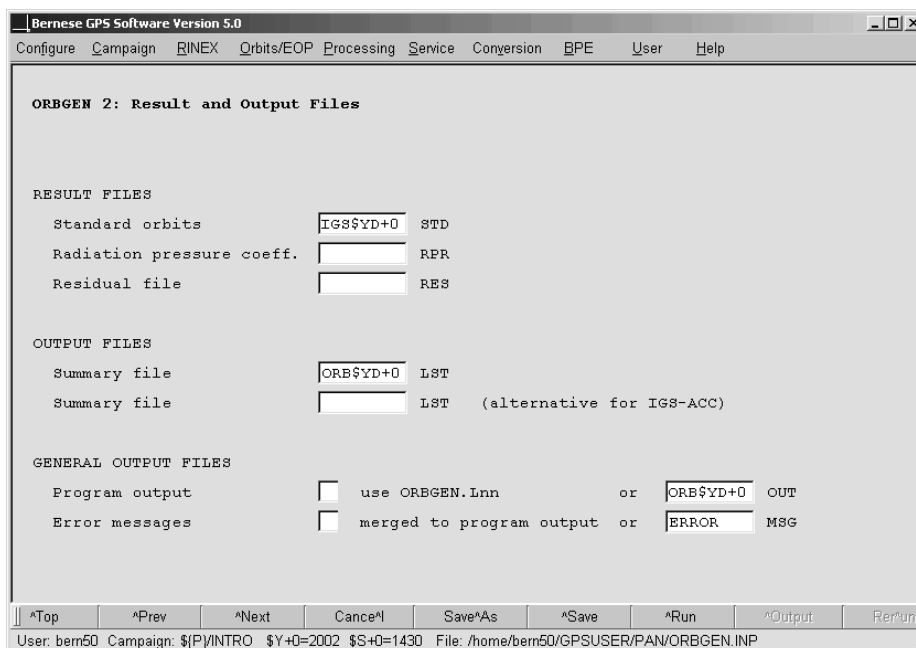 Bernese GPS Software Version 5.0
Configure Campaign RINEX Orbits/EOP Processing Service Conversion BPE User Help
ORBGEN 2: Result and Output Files
RESULT FILES
Standard orbits IGS$YD+0 STD
Radiation pressure coeff. RPR
Residual file RES
OUTPUT FILES
Summary file ORB$YD+0 LST
Summary file LST (alternative for IGS-ACC)
GENERAL OUTPUT FILES
Program output use ORBGEN.Lnn or ORB$YD+0 OUT
Error messages merged to program output or ERROR MSG
^Top ^Prev ^Next Cance^l Save^As ^Save ^Run ^Output Rer^un
User: bern50 Campaign: ${P}/INTRO $Y+0=2002 $S+0=1430 File: /home/bern50/GPSUSER/PAN/ORBGEN.INP